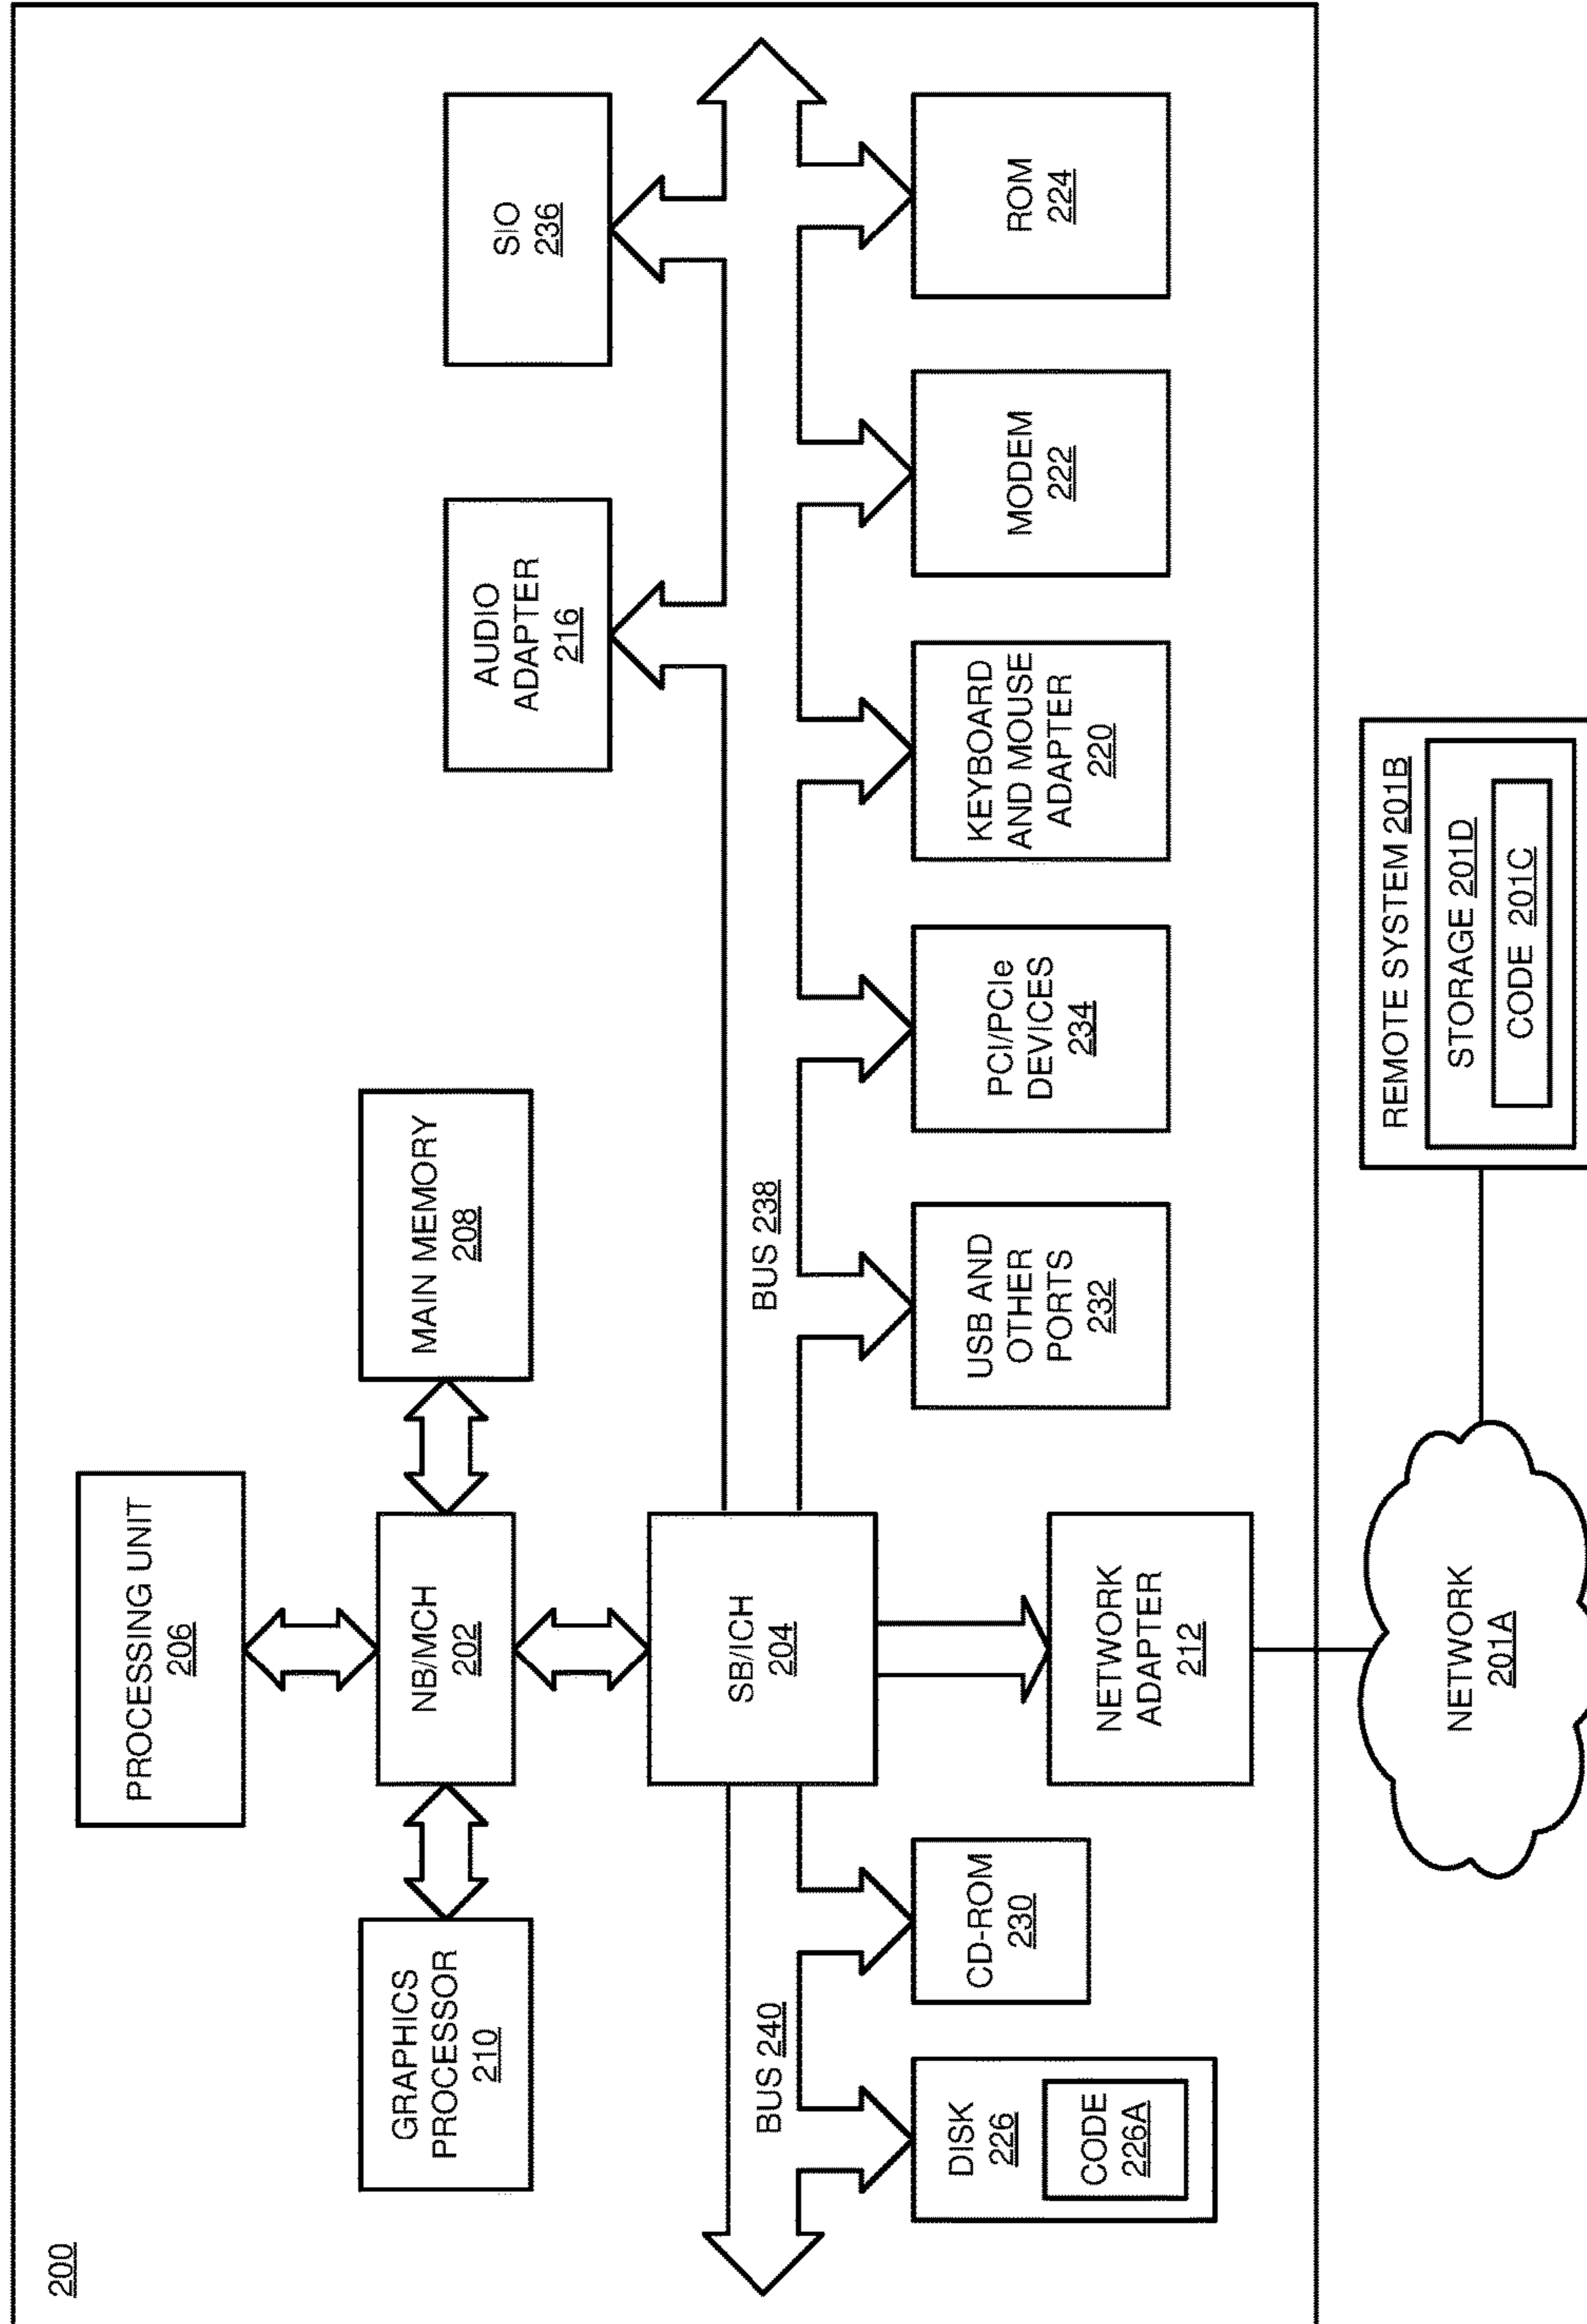 200
PROCESSING UNIT
206
GRAPHICS
PROCESSOR
210
NB/MCH
202
MAIN MEMORY
208
AUDIO
ADAPTER
216
SIO
236
SB/ICH
204
BUS 240
BUS 238
DISK
226
CODE
226A
CD-ROM
230
NETWORK
ADAPTER
212
USB AND
OTHER
PORTS
232
PCI/PCIe
DEVICES
234
KEYBOARD
AND MOUSE
ADAPTER
220
MODEM
222
ROM
224
NETWORK
201A
REMOTE SYSTEM 201B
STORAGE 201D
CODE 201C